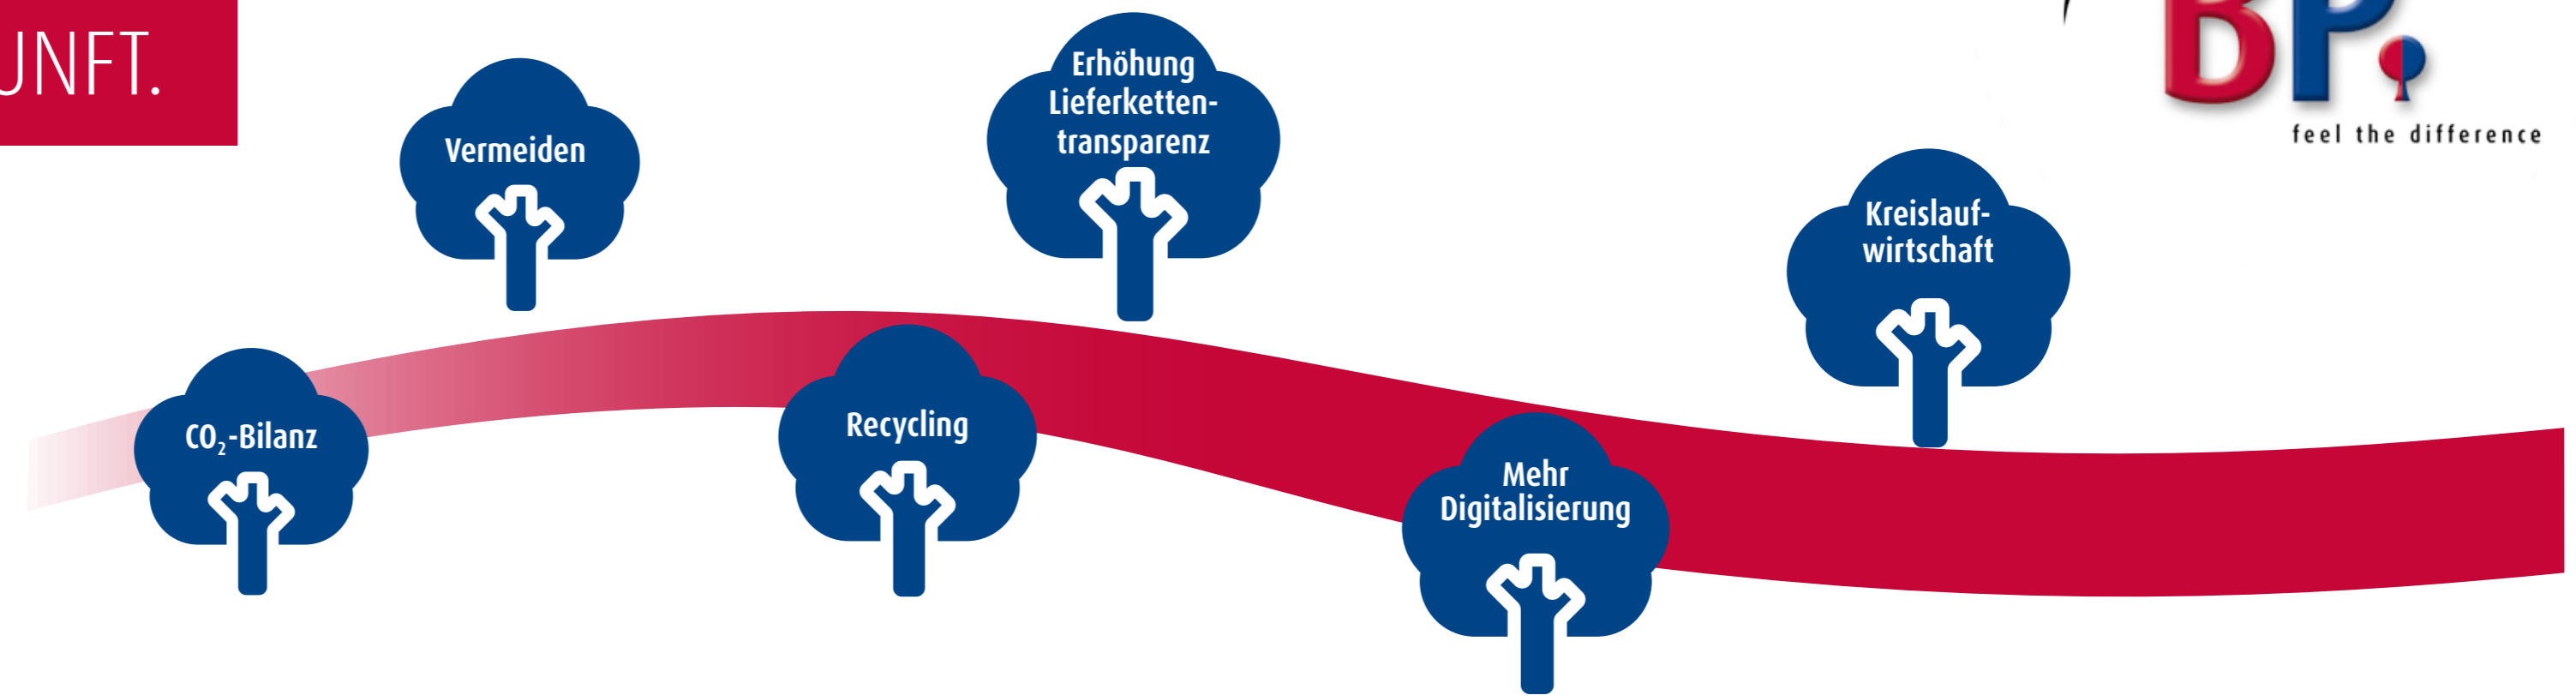 UNFT.
BP
feel the difference
Vermeiden
Erhöhung
Lieferketten-
transparenz
Kreislauf-
wirtschaft
CO₂-Bilanz
Recycling
Mehr
Digitalisierung